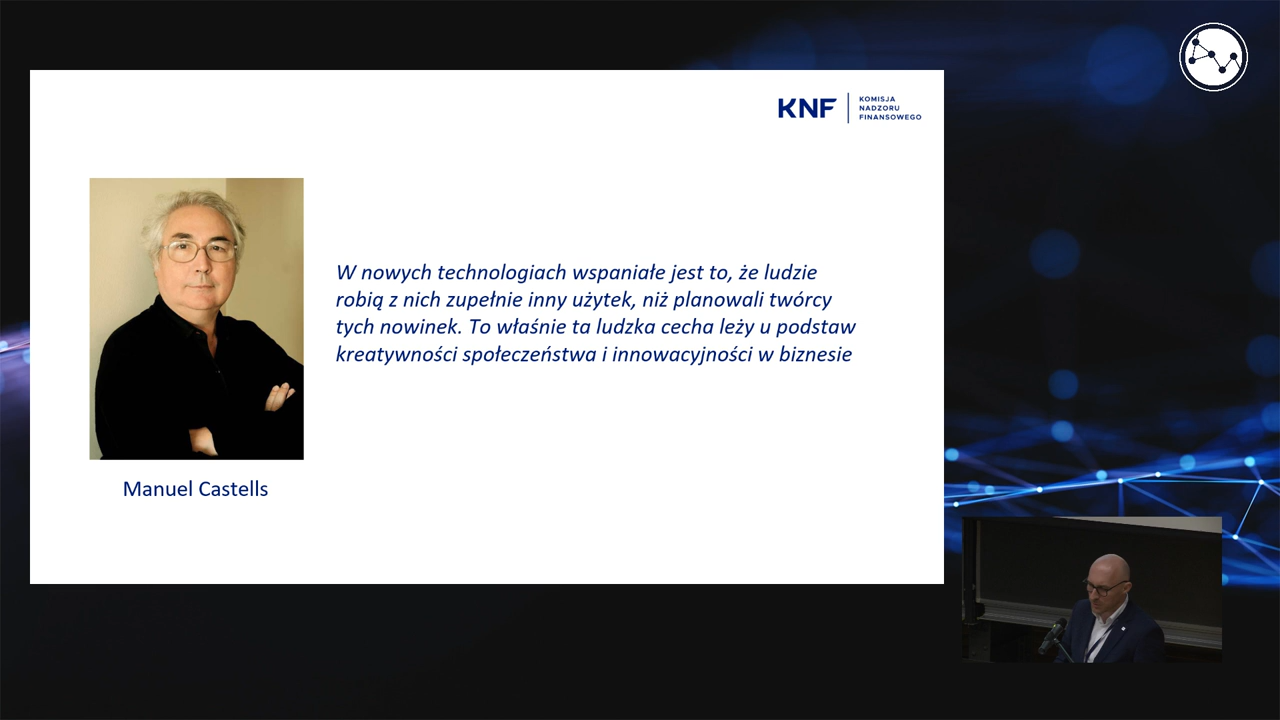 KNF
KOMISJA
NADZORU
FINANSOWEGO
W nowych technologiach wspaniałe jest to, że ludzie
robią z nich zupełnie inny użytek, niż planowali twórcy
tych nowinek. To właśnie ta ludzka cecha leży u podstaw
kreatywności społeczeństwa i innowacyjności w biznesie
Manuel Castells